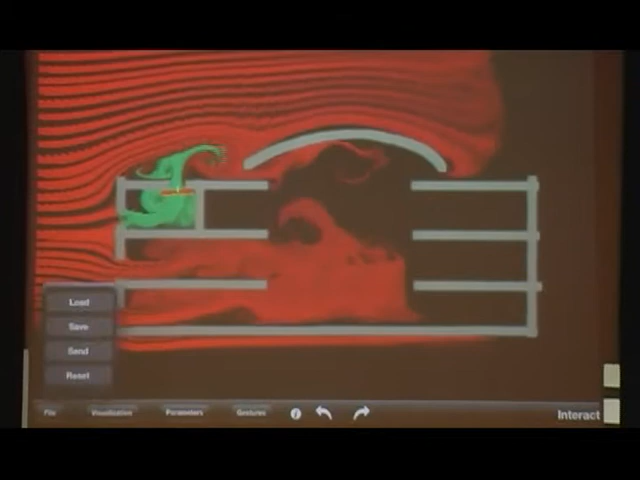 Load
Save
Send
Reset
File Visualization Parameters Gestures Interact